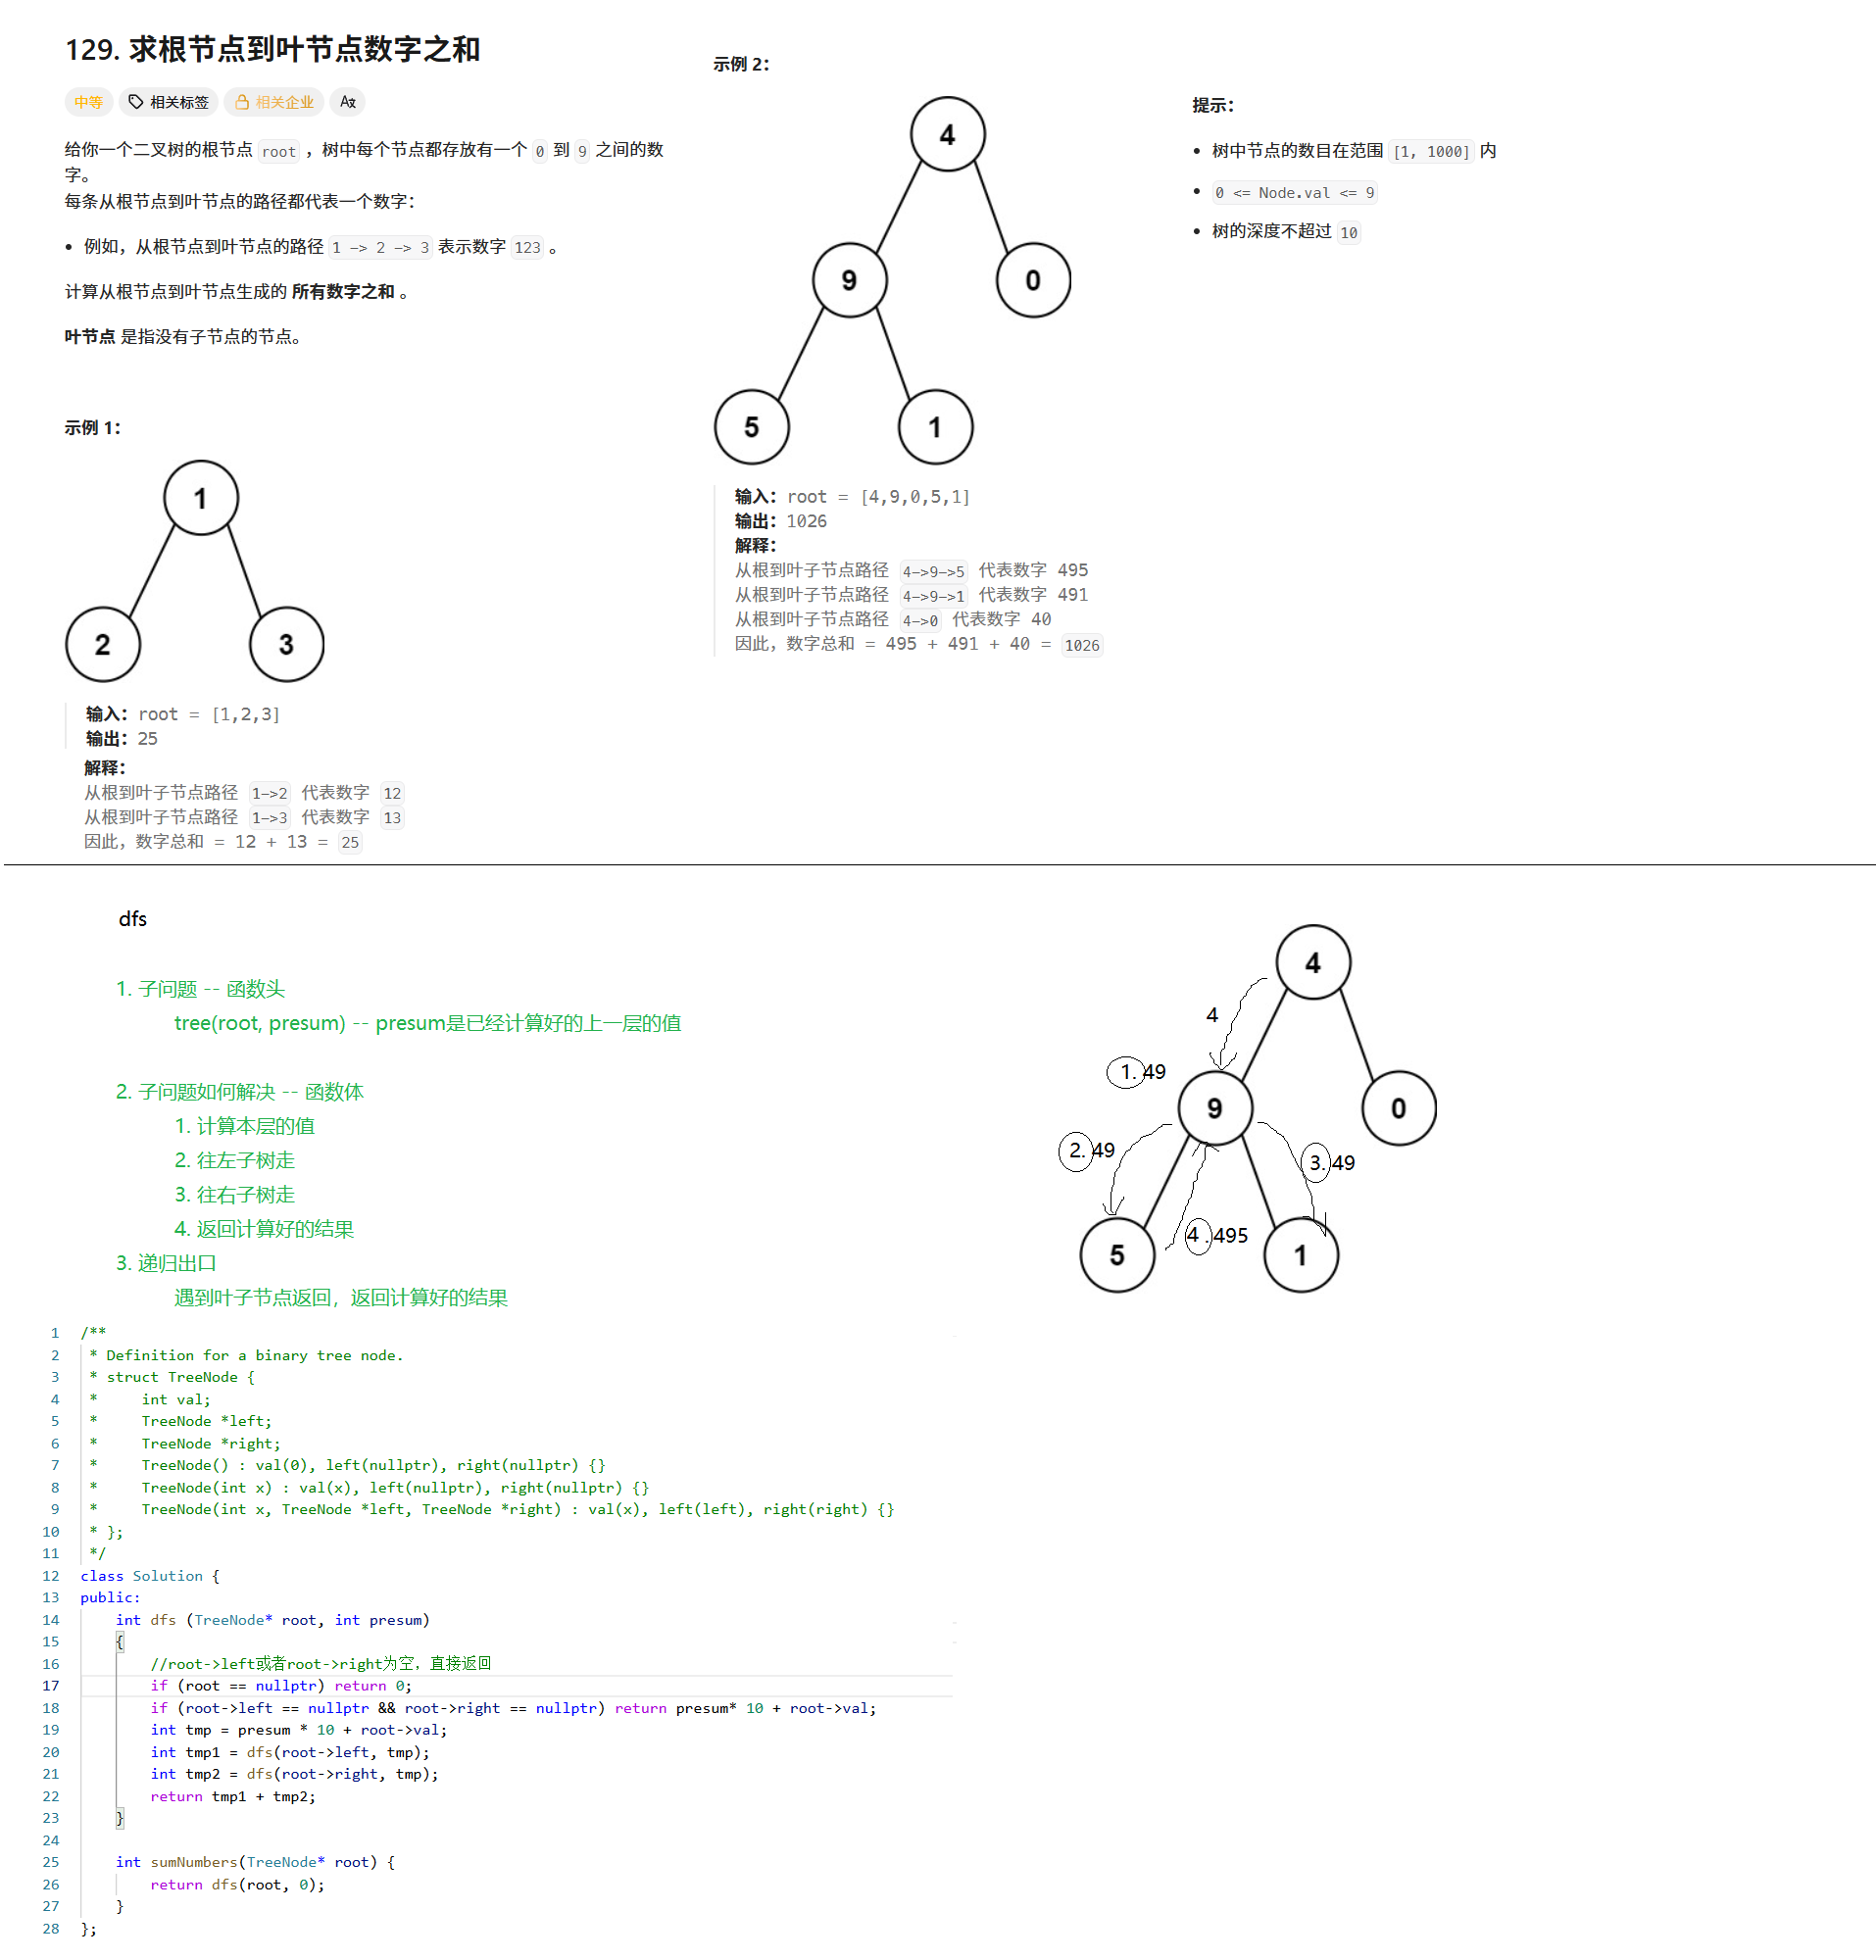 129. 求根节点到叶节点数字之和
中等 相关标签 相关企业 Aあ
给你一个二叉树的根节点 root ，树中每个节点都存放有一个 0 到 9 之间的数
字。
每条从根节点到叶节点的路径都代表一个数字：
• 例如，从根节点到叶节点的路径 1 -> 2 -> 3 表示数字 123 。
计算从根节点到叶节点生成的 所有数字之和 。
叶节点 是指没有子节点的节点。
示例 1：
1
2 3
输入：root = [1,2,3]
输出：25
解释：
从根到叶子节点路径 1->2 代表数字 12
从根到叶子节点路径 1->3 代表数字 13
因此，数字总和 = 12 + 13 = 25
示例 2：
4
9 0
5 1
输入：root = [4,9,0,5,1]
输出：1026
解释：
从根到叶子节点路径 4->9->5 代表数字 495
从根到叶子节点路径 4->9->1 代表数字 491
从根到叶子节点路径 4->0 代表数字 40
因此，数字总和 = 495 + 491 + 40 = 1026
提示：
• 树中节点的数目在范围 [1, 1000] 内
• 0 <= Node.val <= 9
• 树的深度不超过 10
dfs
1. 子问题 -- 函数头
tree(root, presum) -- presum是已经计算好的上一层的值
2. 子问题如何解决 -- 函数体
1. 计算本层的值
2. 往左子树走
3. 往右子树走
4. 返回计算好的结果
3. 递归出口
遇到叶子节点返回，返回计算好的结果
4
4
1. 49
9 0
2. 49
3. 49
4 . 495
5 1
1 /**
2 * Definition for a binary tree node.
3 * struct TreeNode {
4 *     int val;
5 *     TreeNode *left;
6 *     TreeNode *right;
7 *     TreeNode() : val(0), left(nullptr), right(nullptr) {}
8 *     TreeNode(int x) : val(x), left(nullptr), right(nullptr) {}
9 *     TreeNode(int x, TreeNode *left, TreeNode *right) : val(x), left(left), right(right) {}
10 * };
11 */
12 class Solution {
13 public:
14     int dfs (TreeNode* root, int presum)
15     {
16         //root->left或者root->right为空，直接返回
17         if (root == nullptr) return 0;
18         if (root->left == nullptr && root->right == nullptr) return presum* 10 + root->val;
19         int tmp = presum * 10 + root->val;
20         int tmp1 = dfs(root->left, tmp);
21         int tmp2 = dfs(root->right, tmp);
22         return tmp1 + tmp2;
23     }
24
25     int sumNumbers(TreeNode* root) {
26         return dfs(root, 0);
27     }
28 };